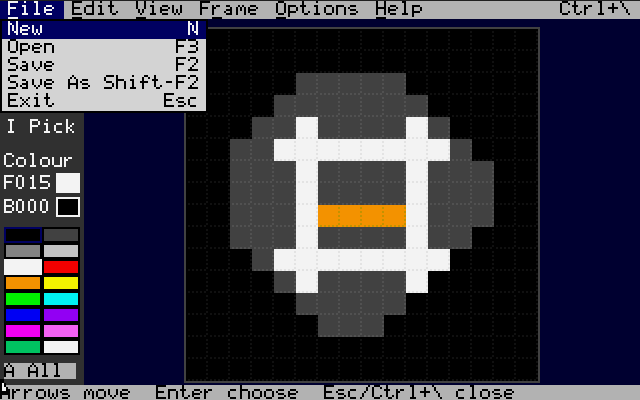 File Edit View Frame Options Help Ctrl+\
New N
Open F3
Save F2
Save As Shift-F2
Exit Esc
I Pick
Colour
F015
B000
A All
Arrows move Enter choose Esc/Ctrl+\ close